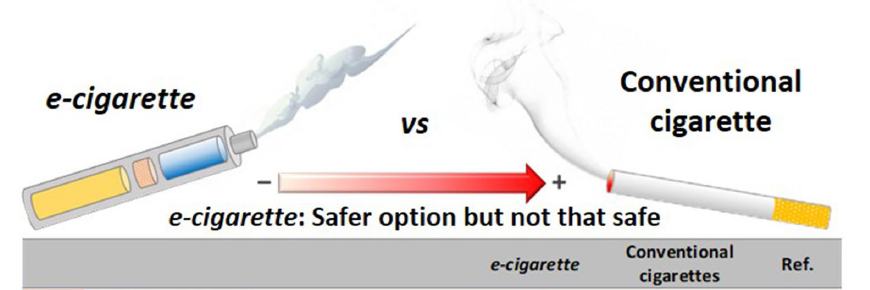 e-cigarette
vs
Conventional
cigarette
– +
e-cigarette: Safer option but not that safe
e-cigarette
Conventional
cigarettes
Ref.